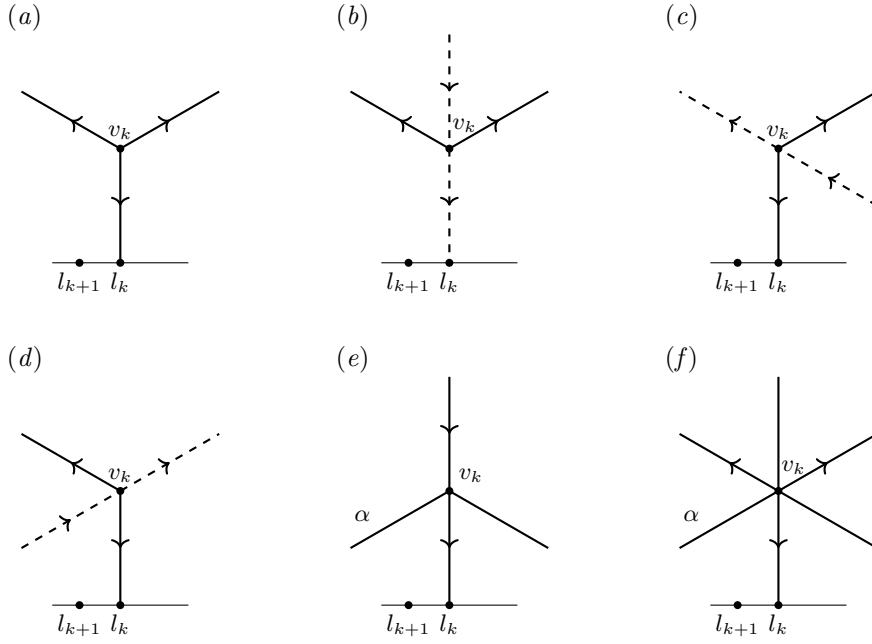 (a) (b) (c)
v_k v_k v_k
l_{k+1} l_k l_{k+1} l_k l_{k+1} l_k
(d) (e) (f)
v_k v_k v_k
α α
l_{k+1} l_k l_{k+1} l_k l_{k+1} l_k